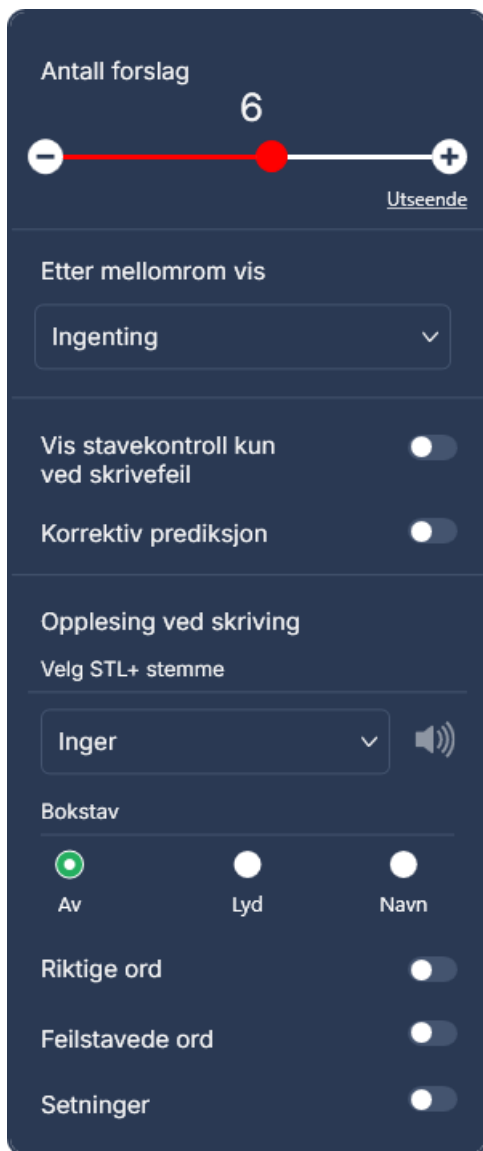 Antall forslag
6
Utseende
Etter mellomrom vis
Ingenting
Vis stavekontroll kun
ved skrivefeil
Korrektiv prediksjon
Opplesing ved skriving
Velg STL+ stemme
Inger
Bokstav
Av Lyd Navn
Riktige ord
Feilstavede ord
Setninger